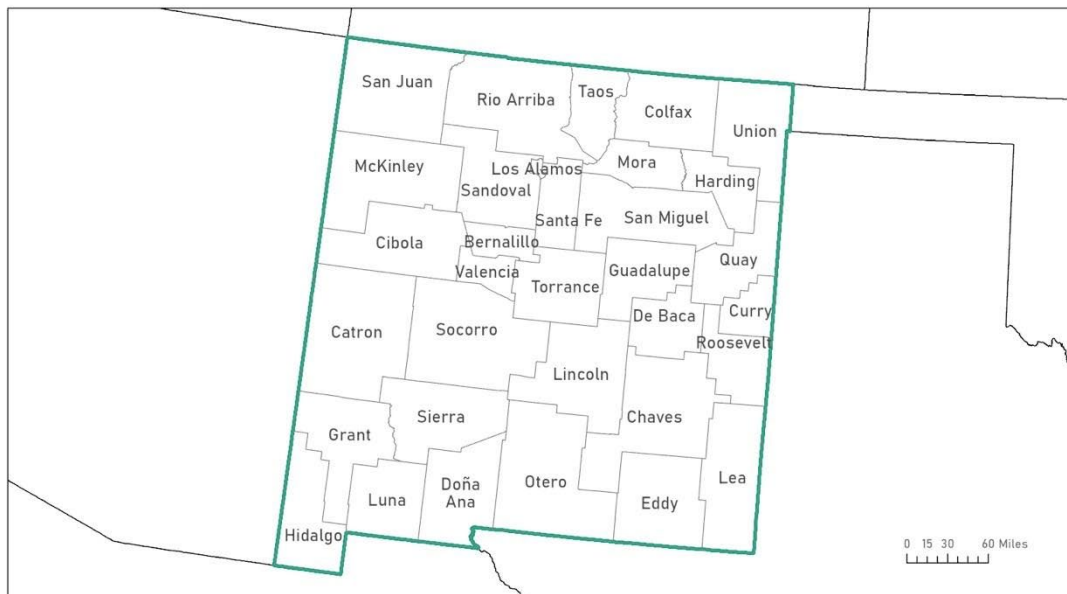 San Juan
Rio Arriba
Taos
Colfax
Union
McKinley
Los Alamos
Mora
Harding
Sandoval
Santa Fe
San Miguel
Cibola
Bernalillo
Valencia
Torrance
Guadalupe
Quay
Curry
De Baca
Roosevelt
Catron
Socorro
Lincoln
Chaves
Sierra
Grant
Luna
Doña
Ana
Otero
Eddy
Lea
Hidalgo
0 15 30 60 Miles